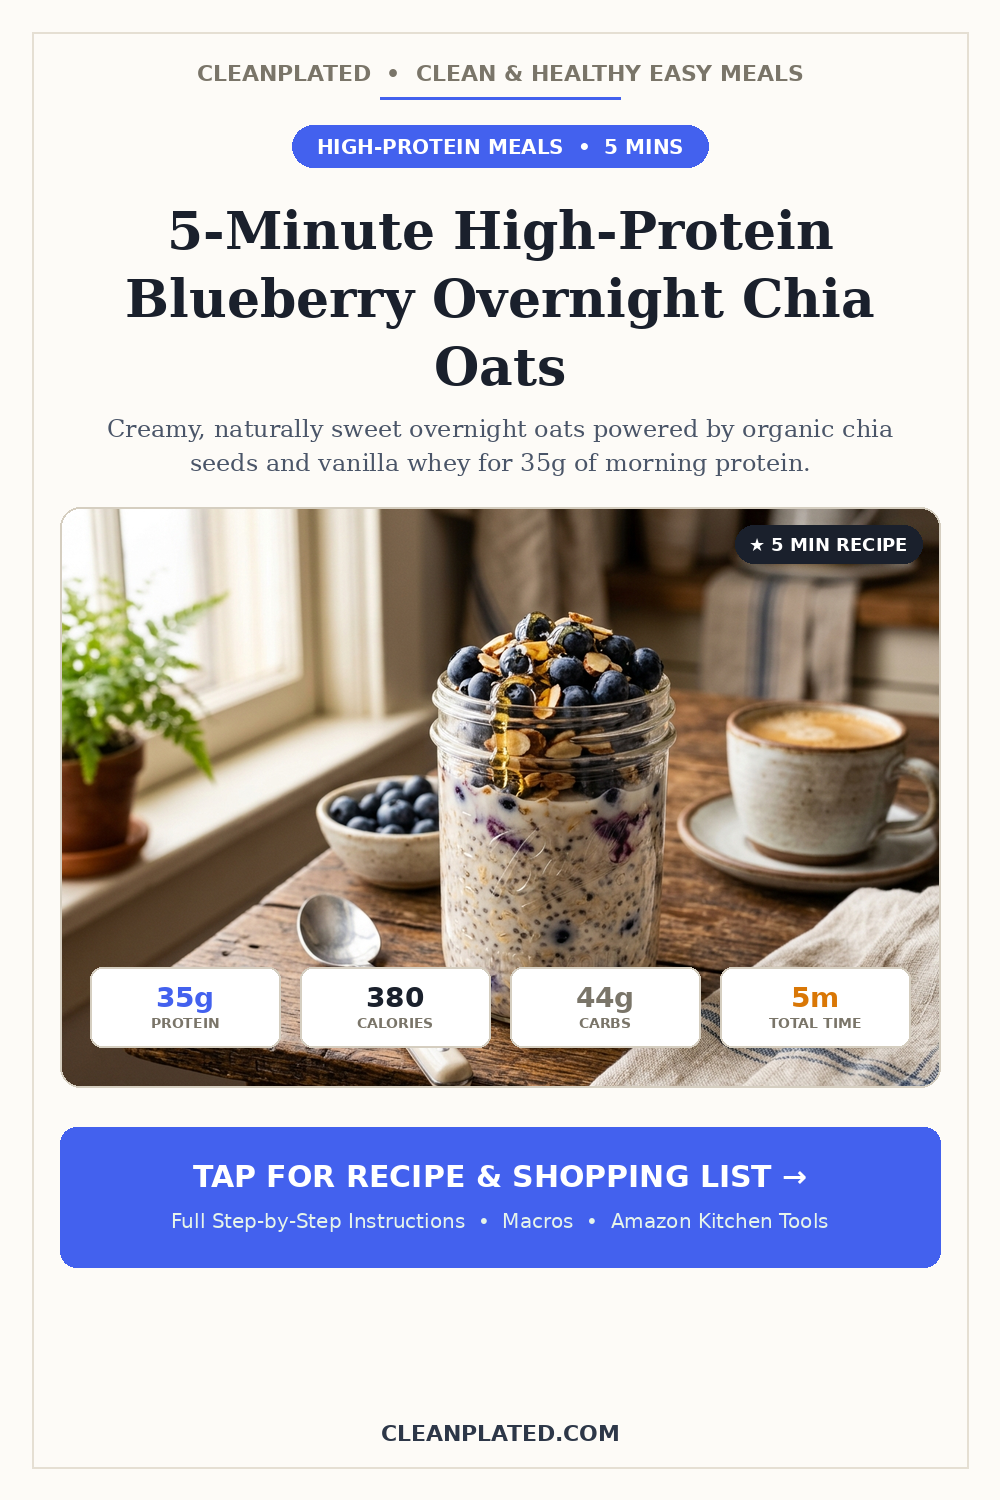 CLEANPLATED • CLEAN & HEALTHY EASY MEALS
HIGH-PROTEIN MEALS • 5 MINS
5-Minute High-Protein
Blueberry Overnight Chia
Oats
Creamy, naturally sweet overnight oats powered by organic chia
seeds and vanilla whey for 35g of morning protein.
★ 5 MIN RECIPE
35g
PROTEIN
380
CALORIES
44g
CARBS
5m
TOTAL TIME
TAP FOR RECIPE & SHOPPING LIST →
Full Step-by-Step Instructions • Macros • Amazon Kitchen Tools
CLEANPLATED.COM